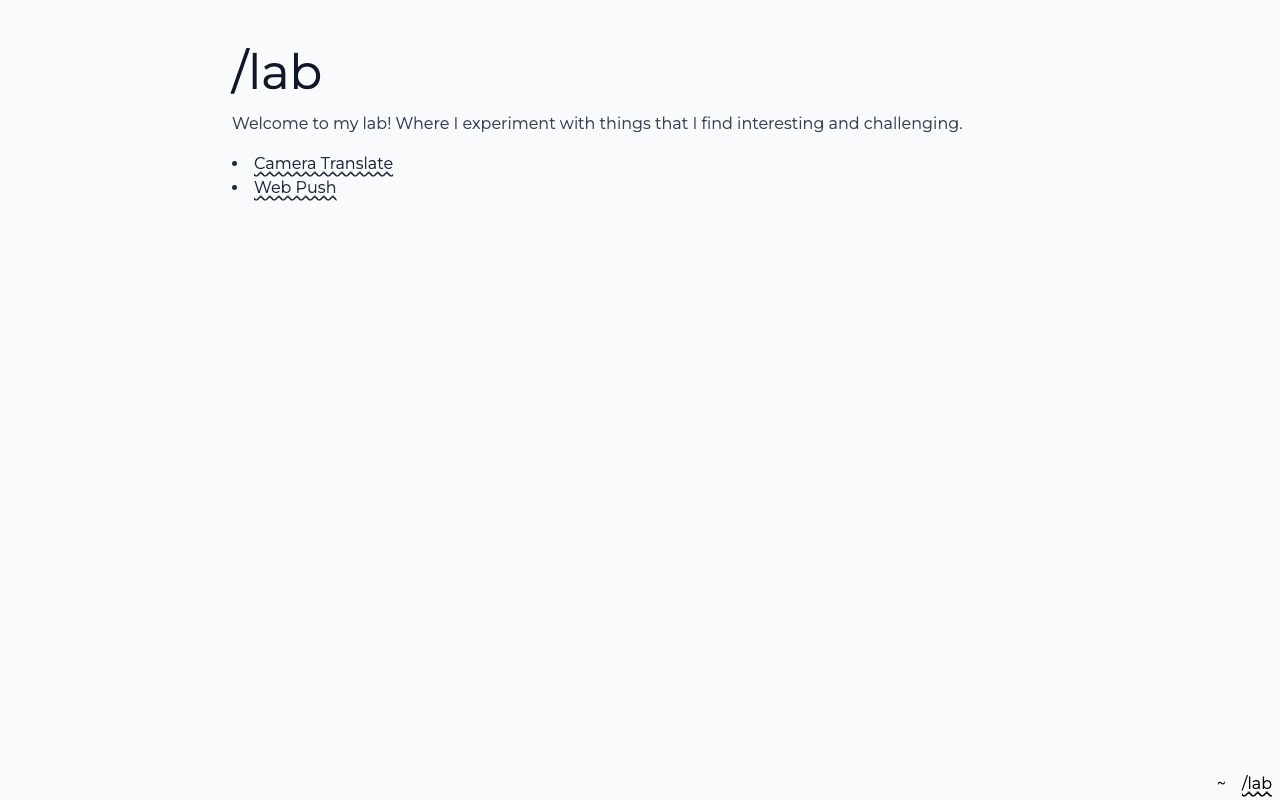 /lab
Welcome to my lab! Where I experiment with things that I find interesting and challenging.
• Camera Translate
• Web Push
~ /lab